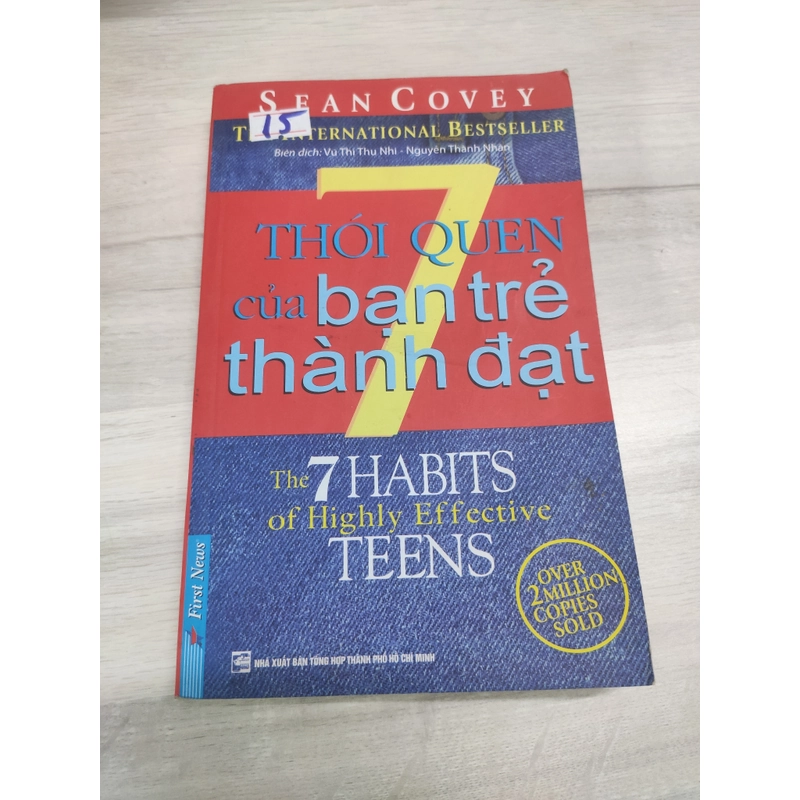 SEAN COVEY
15
INTERNATIONAL BESTSELLER
Biên dịch: Vũ Thị Thu Nhi - Nguyễn Thành Nhân
7
THÓI QUEN
của bạn trẻ
thành đạt
The 7 HABITS
of Highly Effective
TEENS
OVER
2 MILLION
COPIES
SOLD
First News
NHÀ XUẤT BẢN TỔNG HỢP THÀNH PHỐ HỒ CHÍ MINH